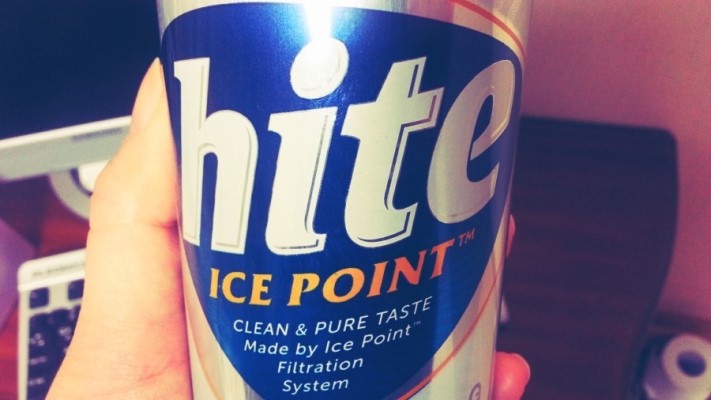 hite
ICE POINT™
CLEAN & PURE TASTE
Made by Ice Point™
Filtration
System